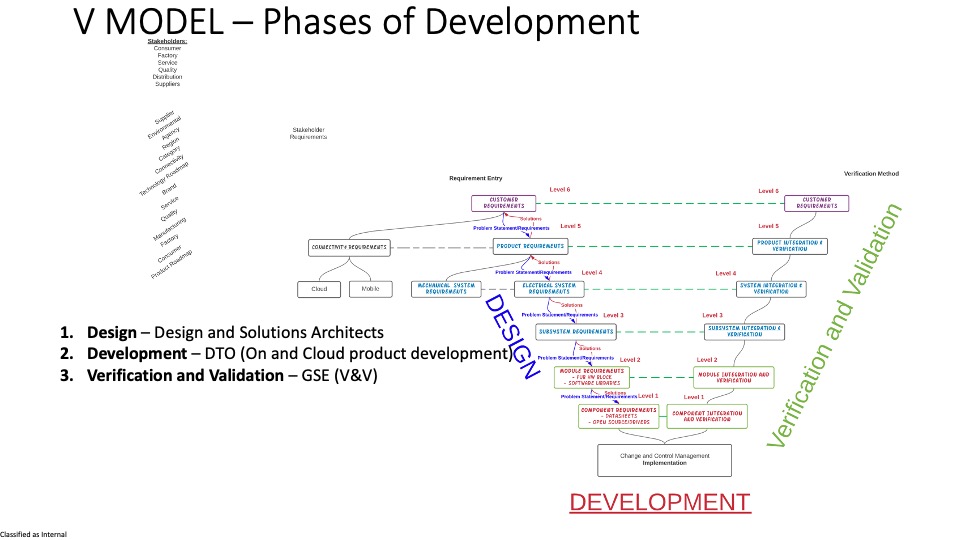 V MODEL – Phases of Development
Stakeholders:
Consumer
Factory
Service
Quality
Distribution
Suppliers
Supplier
Environmental
Agency
Region
Category
Connectivity
Technology Roadmap
Brand
Service
Quality
Manufacturing
Factory
Consumer
Product Roadmap
Stakeholder
Requirements
Requirement Entry
Verification Method
Level 6
Level 6
CUSTOMER
REQUIREMENTS
CUSTOMER
REQUIREMENTS
Solutions
Problem Statement/Requirements
Level 5
Level 5
CONNECTIVITY REQUIREMENTS
PRODUCT REQUIREMENTS
PRODUCT INTEGRATION &
VERIFICATION
Solutions
Problem Statement/Requirements
Level 4
Level 4
Cloud
Mobile
MECHANICAL SYSTEM
REQUIREMENTS
ELECTRICAL SYSTEM
REQUIREMENTS
SYSTEM INTEGRATION &
VERIFICATION
Solutions
Problem Statement/Requirements
Level 3
Level 3
SUBSYSTEM REQUIREMENTS
SUBSYSTEM INTEGRATION &
VERIFICATION
Solutions
Problem Statement/Requirements
Level 2
Level 2
MODULE REQUIREMENTS
- FUB HW BLOCK
- SOFTWARE LIBRARIES
MODULE INTEGRATION AND
VERIFICATION
Solutions
Problem Statement/Requirements
Level 1
Level 1
COMPONENT REQUIREMENTS
- DATASHEETS
- OPEN SOURCE/DRIVERS
COMPONENT INTEGRATION
AND VERIFICATION
Change and Control Management
Implementation
DESIGN
DEVELOPMENT
Verification and Validation
1. Design – Design and Solutions Architects
2. Development – DTO (On and Cloud product development)
3. Verification and Validation – GSE (V&V)
Classified as Internal